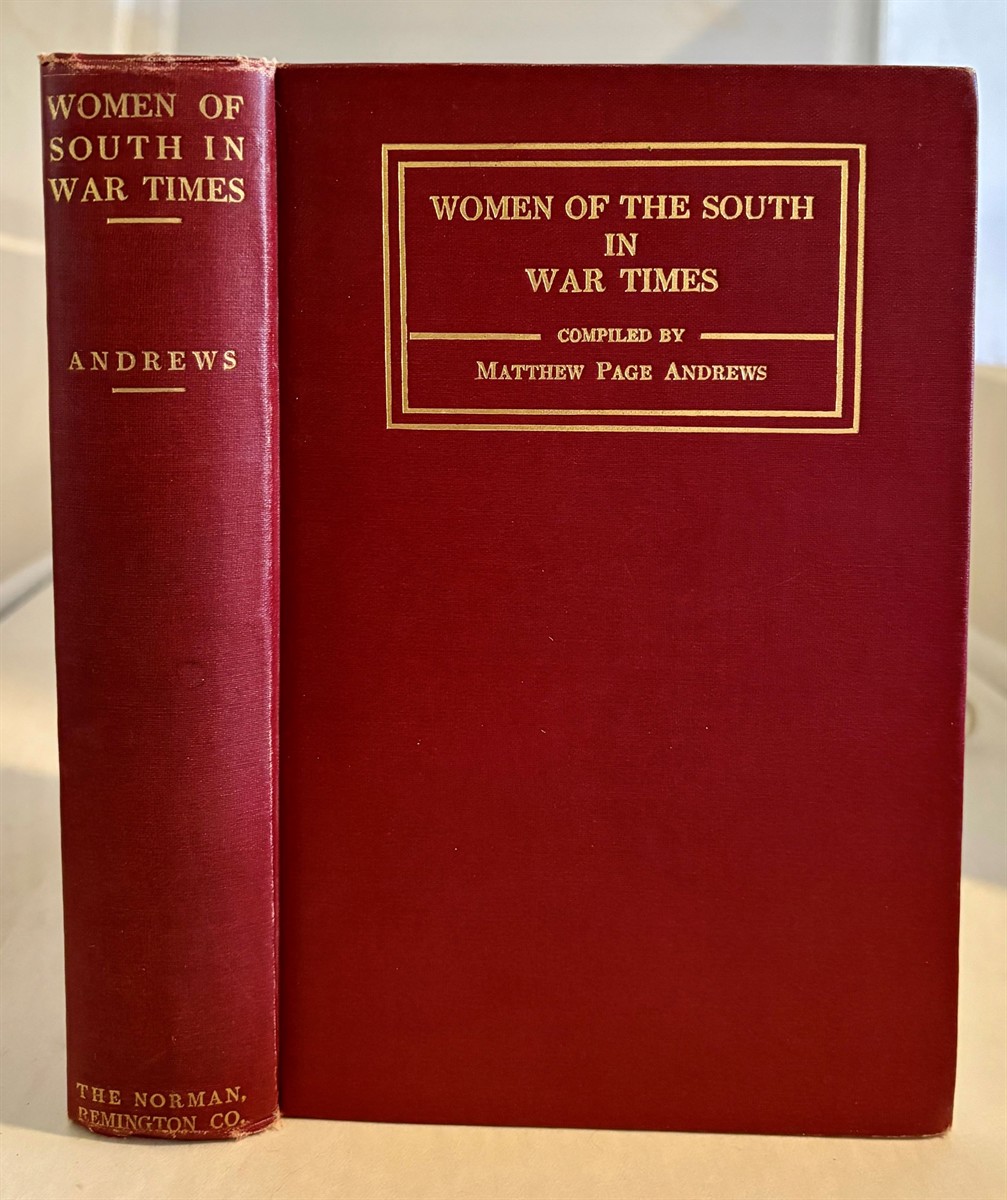 WOMEN OF
SOUTH IN
WAR TIMES
ANDREWS
THE NORMAN,
REMINGTON CO.
WOMEN OF THE SOUTH
IN
WAR TIMES
COMPILED BY
MATTHEW PAGE ANDREWS